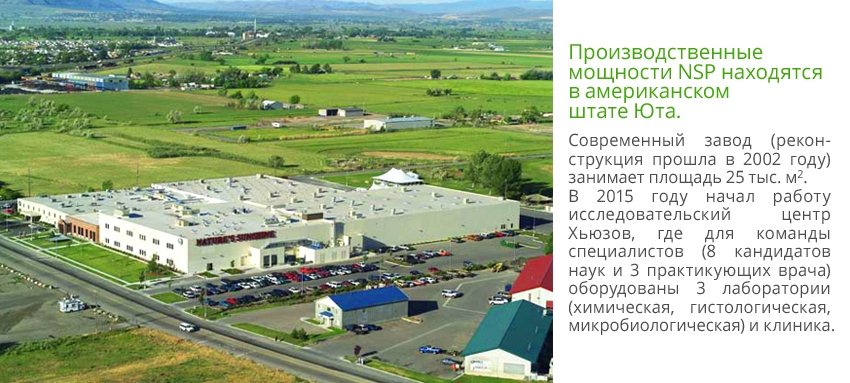 NATURE'S SUNSHINE
Производственные
мощности NSP находятся
в американском
штате Юта.
Современный завод (рекон-
струкция прошла в 2002 году)
занимает площадь 25 тыс. м².
В 2015 году начал работу
исследовательский центр
Хьюзов, где для команды
специалистов (8 кандидатов
наук и 3 практикующих врача)
оборудованы 3 лаборатории
(химическая, гистологическая,
микробиологическая) и клиника.